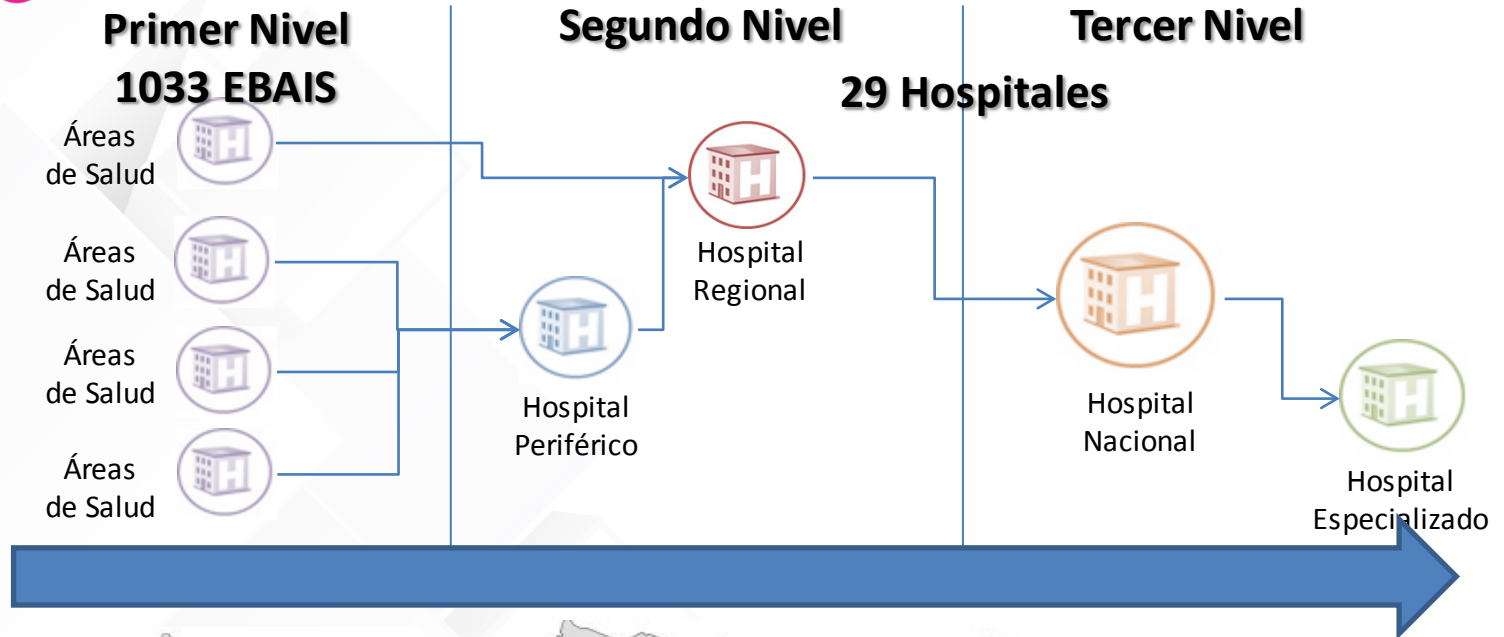 Primer Nivel
1033 EBAIS
Segundo Nivel
Tercer Nivel
29 Hospitales
Áreas
de Salud
Áreas
de Salud
Áreas
de Salud
Áreas
de Salud
Hospital
Periférico
Hospital
Regional
Hospital
Nacional
Hospital
Especializado